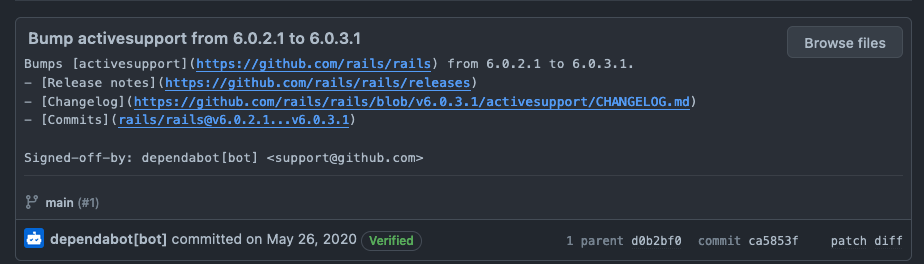 Bump activesupport from 6.0.2.1 to 6.0.3.1
Browse files
Bumps [activesupport](https://github.com/rails/rails) from 6.0.2.1 to 6.0.3.1.
- [Release notes](https://github.com/rails/rails/releases)
- [Changelog](https://github.com/rails/rails/blob/v6.0.3.1/activesupport/CHANGELOG.md)
- [Commits](rails/rails@v6.0.2.1...v6.0.3.1)
Signed-off-by: dependabot[bot] <support@github.com>
main (#1)
dependabot[bot] committed on May 26, 2020 Verified 1 parent d0b2bf0 commit ca5853f patch diff